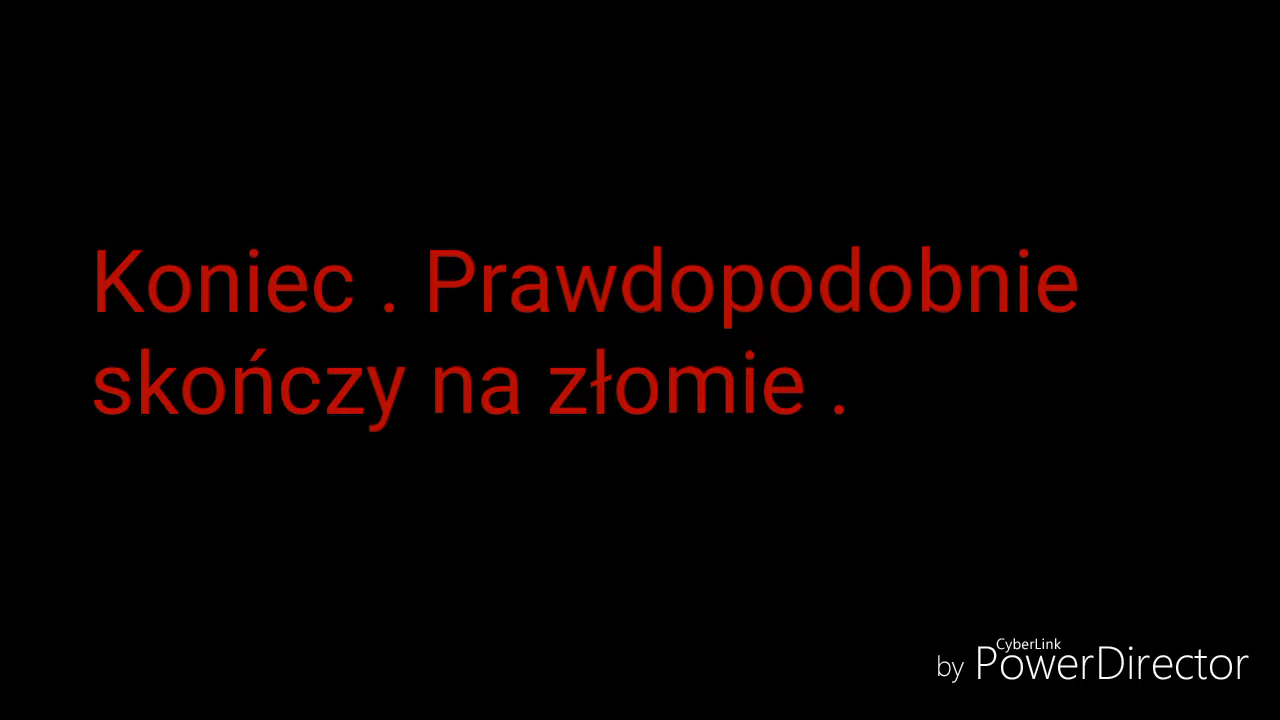 Koniec . Prawdopodobnie
skończy na złomie .
CyberLink
by PowerDirector